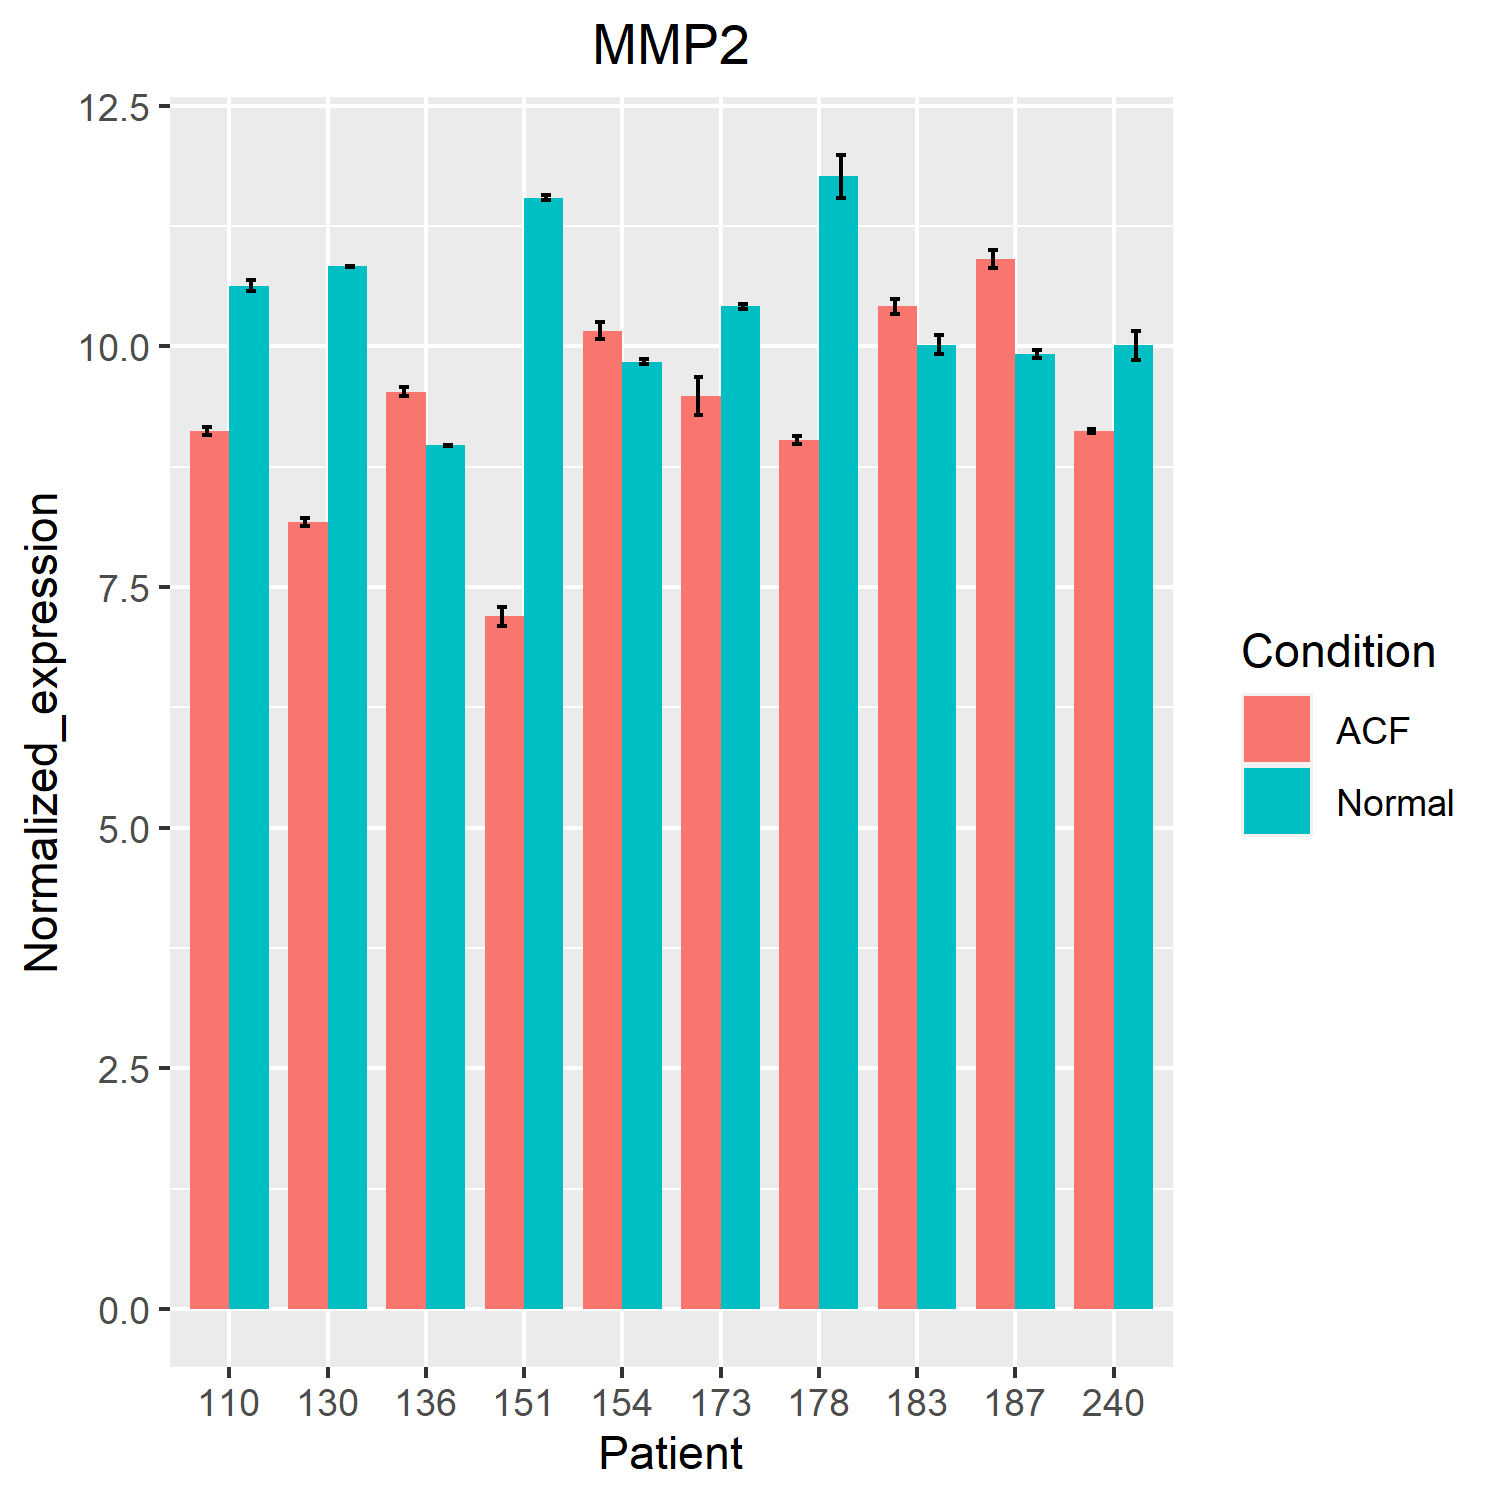 MMP2
12.5
10.0
7.5
5.0
2.5
0.0
Normalized_expression
110 130 136 151 154 173 178 183 187 240
Patient
Condition
ACF
Normal